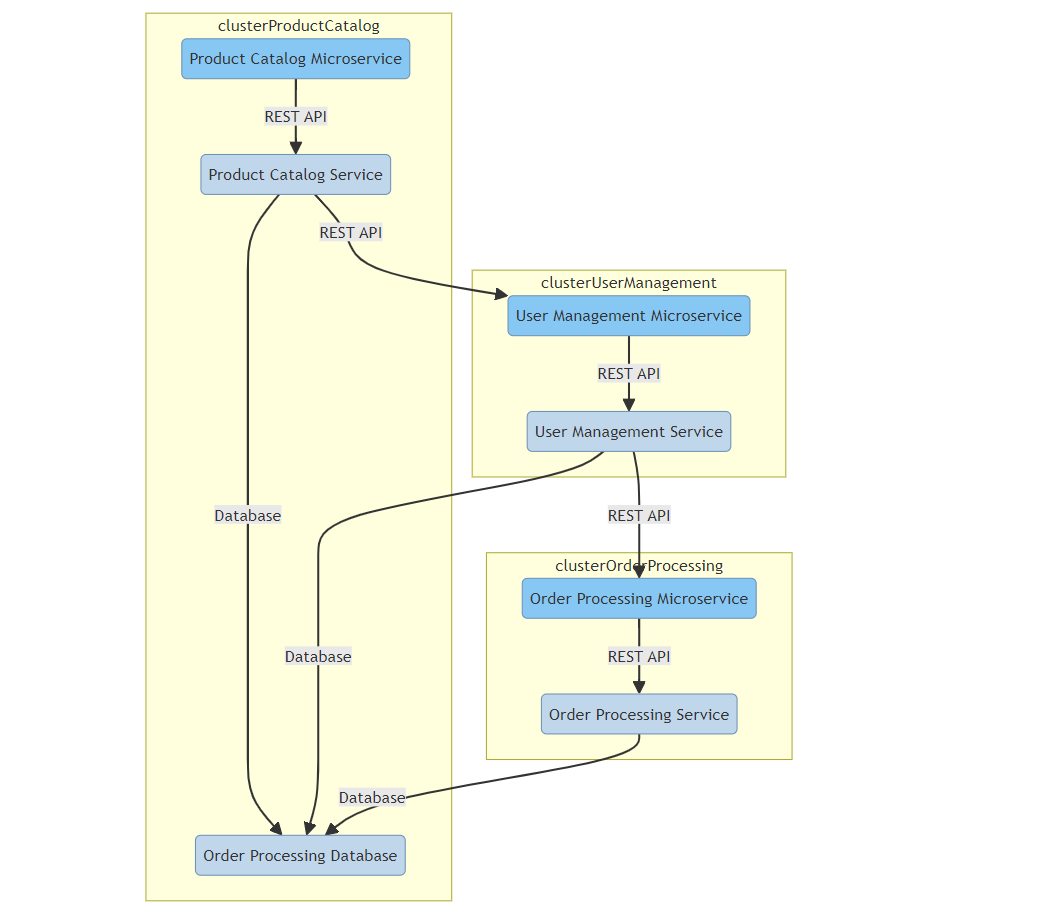 clusterProductCatalog
Product Catalog Microservice
REST API
Product Catalog Service
REST API
clusterUserManagement
User Management Microservice
REST API
User Management Service
Database
REST API
clusterOrderProcessing
Order Processing Microservice
Database
REST API
Order Processing Service
Database
Order Processing Database